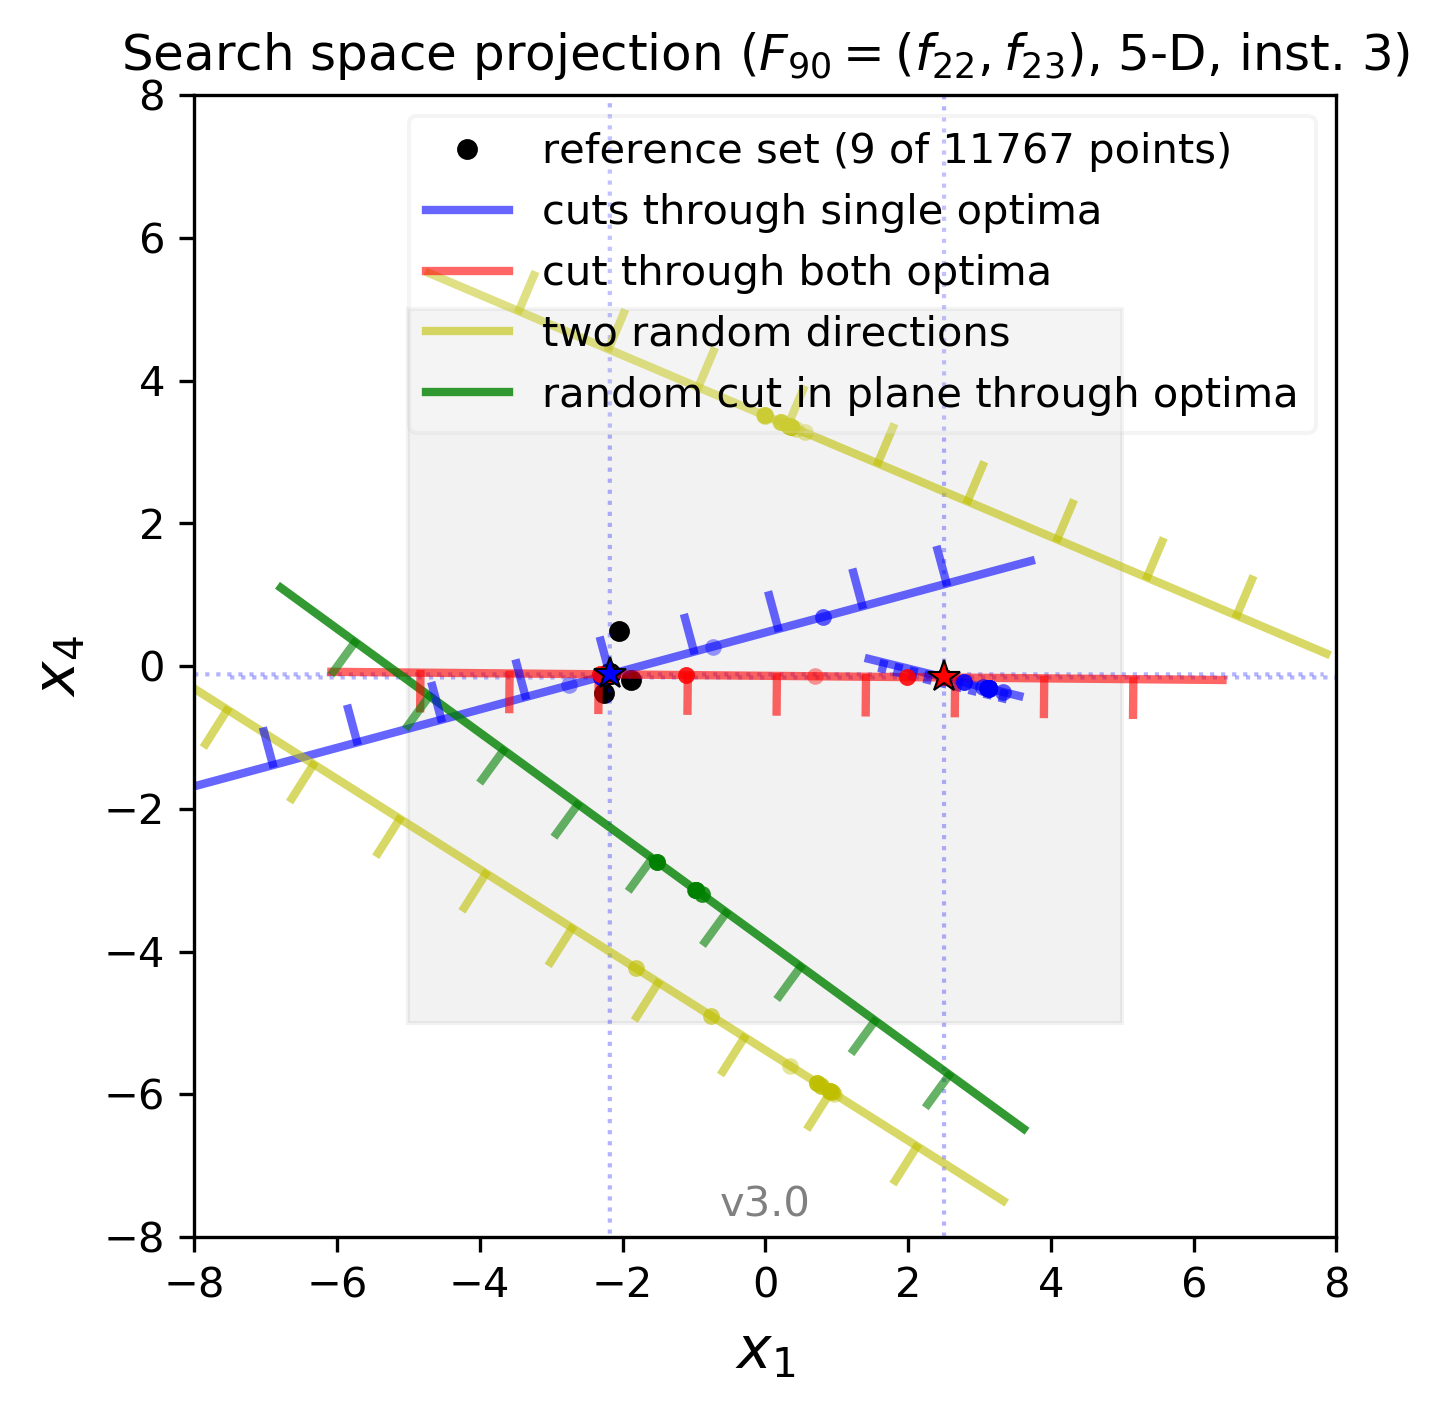 Search space projection (F₉₀ = (f₂₂, f₂₃), 5-D, inst. 3)
8
6
4
2
0
−2
−4
−6
−8
x₄
reference set (9 of 11767 points)
cuts through single optima
cut through both optima
two random directions
random cut in plane through optima
v3.0
−8 −6 −4 −2 0 2 4 6 8
x₁